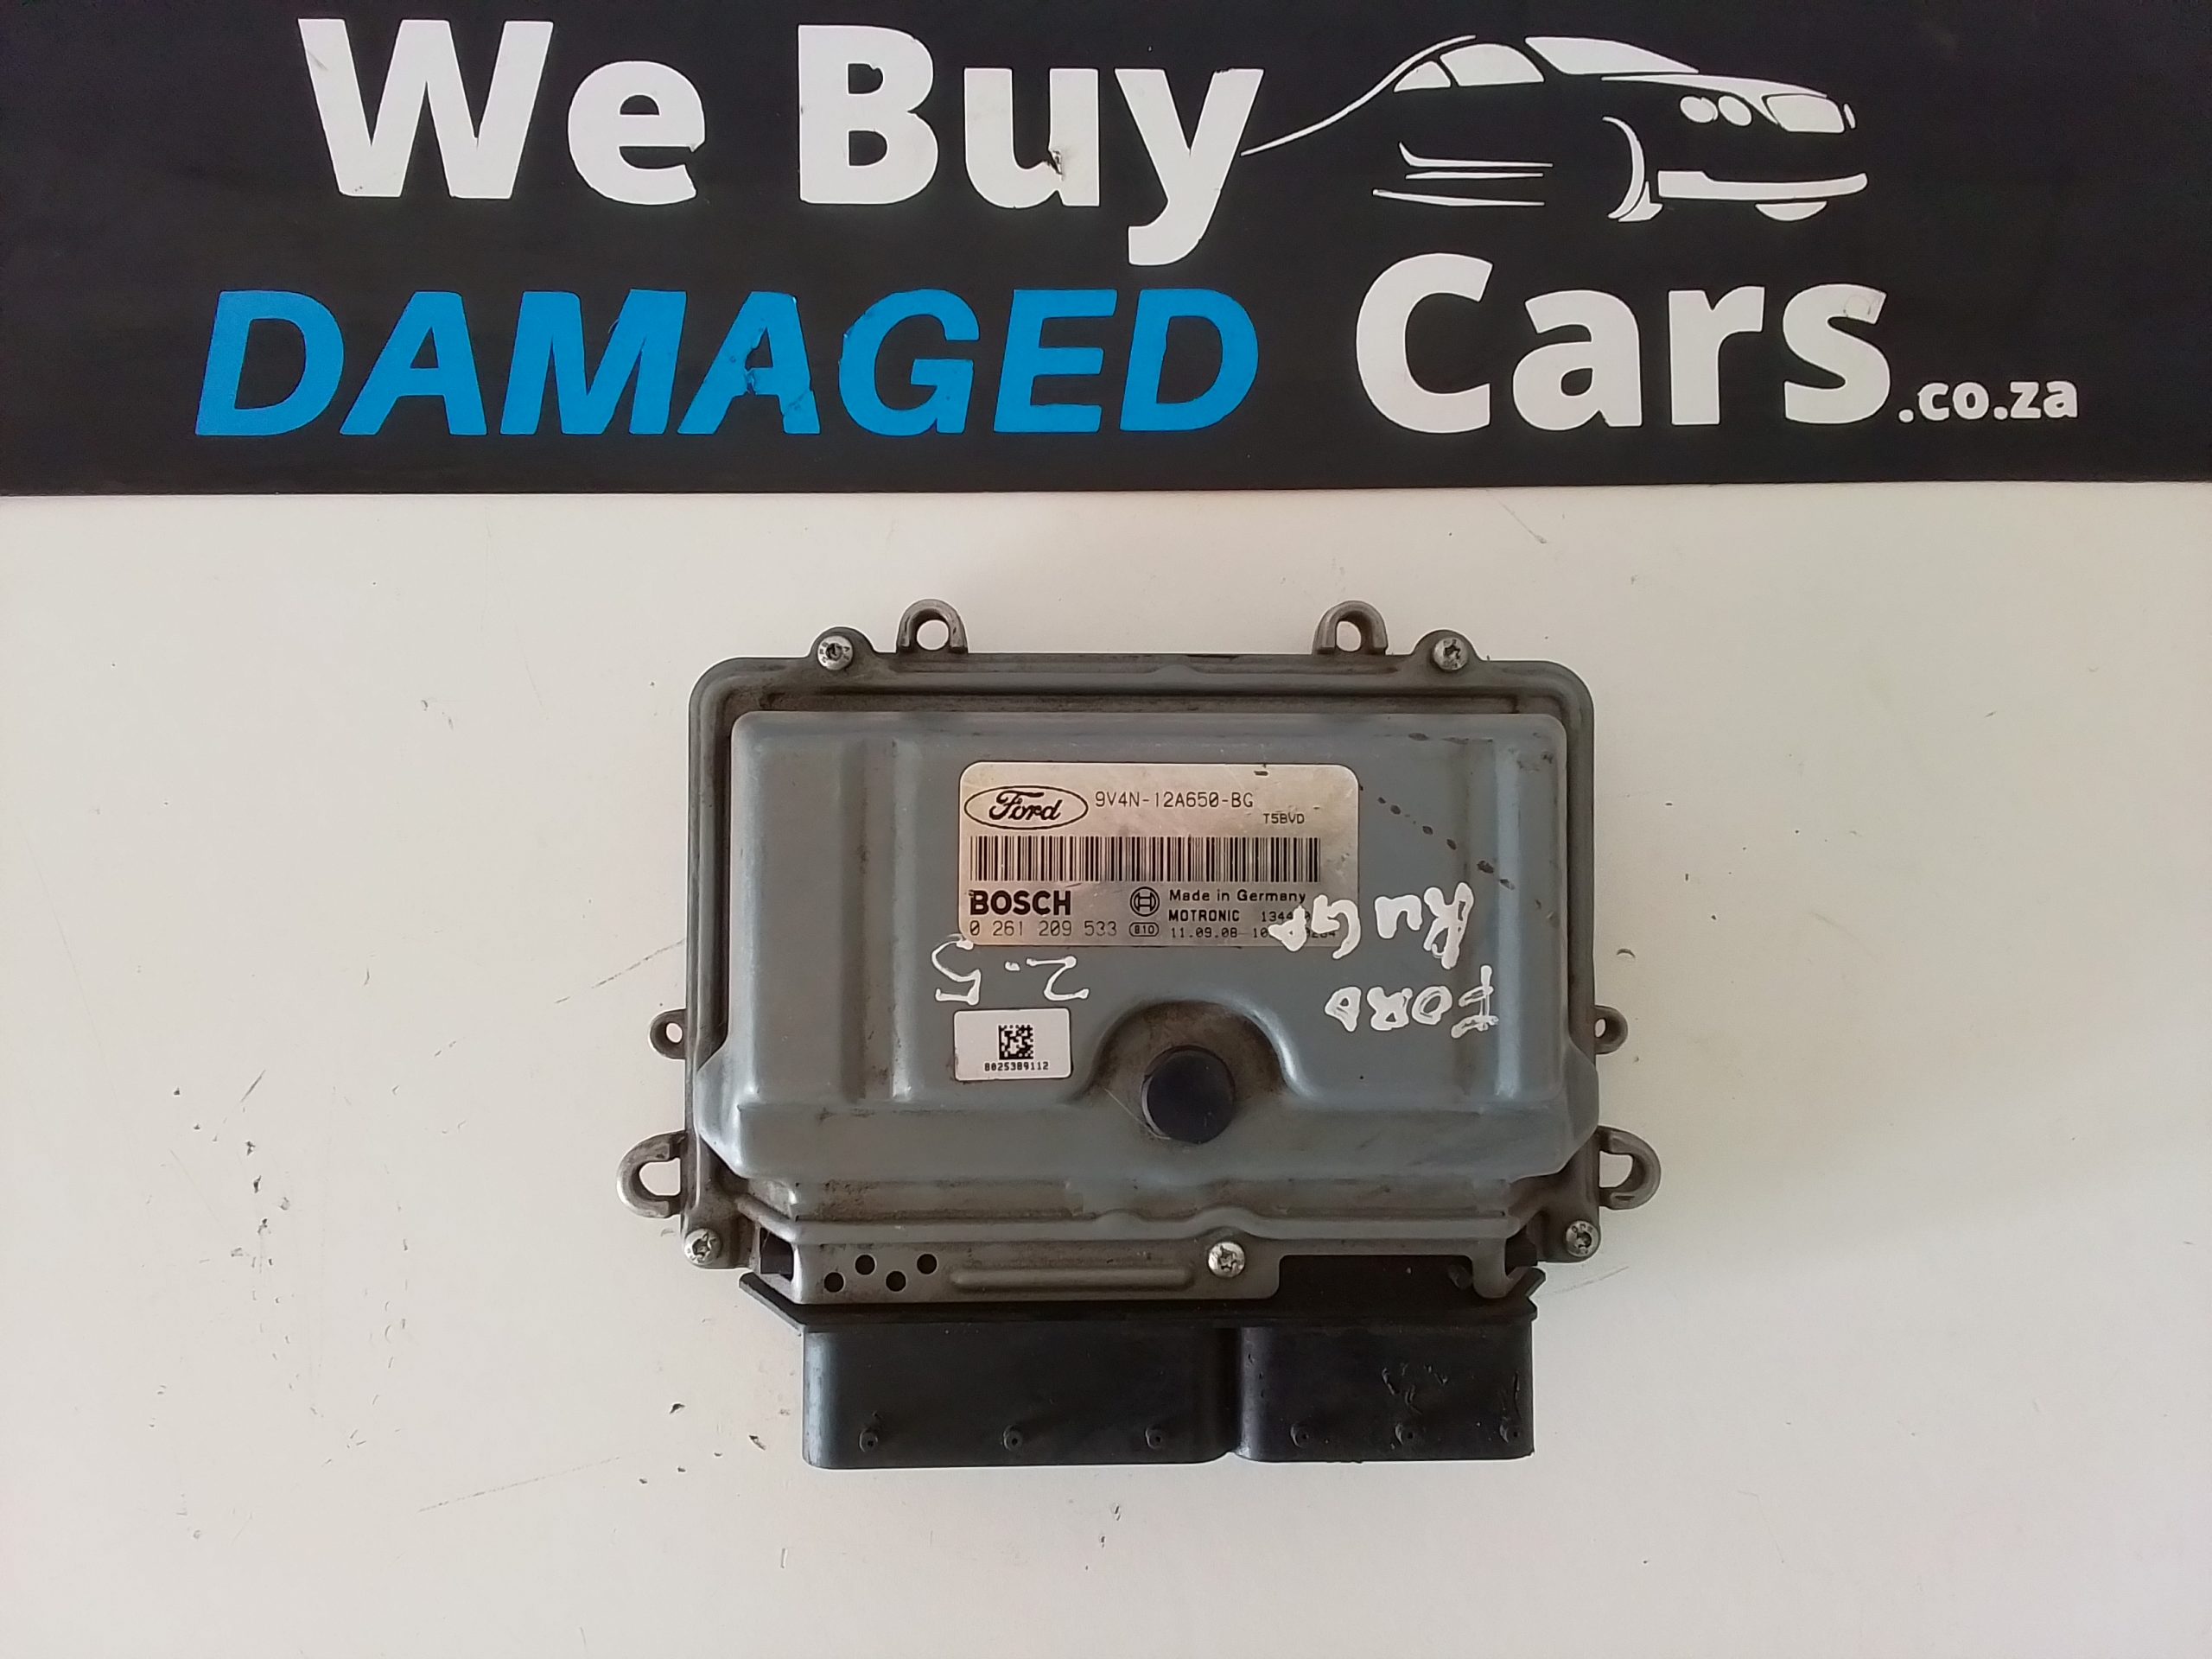 We Buy
DAMAGED Cars.co.za
Ford 9V4N-12A650-BG
T5BVD
BOSCH Made in Germany
MOTRONIC
0 261 209 533 B10 11.09.08
KUGA
FORD
2.5
8025389112